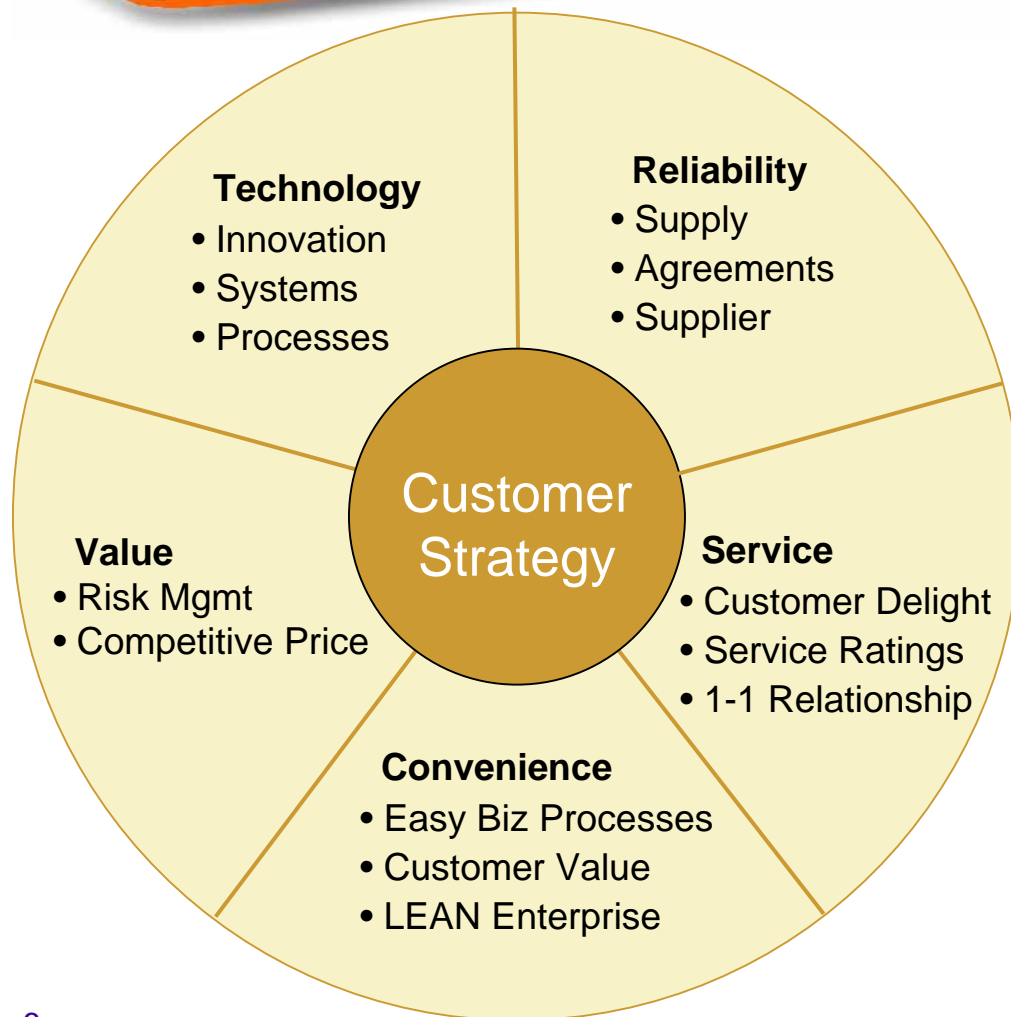 Technology
• Innovation
• Systems
• Processes
Reliability
• Supply
• Agreements
• Supplier
Customer
Strategy
Value
• Risk Mgmt
• Competitive Price
Service
• Customer Delight
• Service Ratings
• 1-1 Relationship
Convenience
• Easy Biz Processes
• Customer Value
• LEAN Enterprise